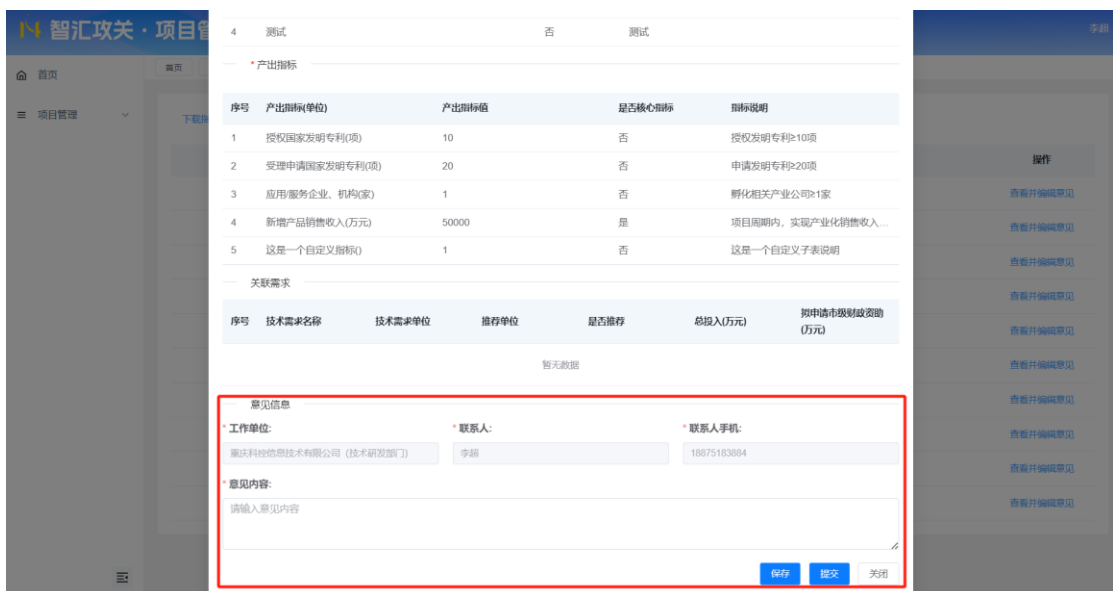 智汇攻关 · 项目管
李超
首页
项目管理
首页
下载指
4 测试 否 测试
* 产出指标
序号 产出指标(单位) 产出指标值 是否核心指标 指标说明
1 授权国家发明专利(项) 10 否 授权发明专利≥10项
2 受理申请国家发明专利(项) 20 否 申请发明专利≥20项
3 应用/服务企业、机构(家) 1 否 孵化相关产业公司≥1家
4 新增产品销售收入(万元) 50000 是 项目周期内，实现产业化销售收入...
5 这是一个自定义指标() 1 否 这是一个自定义子表说明
关联需求
序号 技术需求名称 技术需求单位 推荐单位 是否推荐 总投入(万元) 拟申请市级财政资助(万元)
暂无数据
意见信息
* 工作单位: * 联系人: * 联系人手机:
重庆科控信息技术有限公司（技术研发部门） 李超 18875183884
* 意见内容:
请输入意见内容
保存 提交 关闭
操作
查看并编辑意见
查看并编辑意见
查看并编辑意见
查看并编辑意见
查看并编辑意见
查看并编辑意见
查看并编辑意见
查看并编辑意见
查看并编辑意见
查看并编辑意见